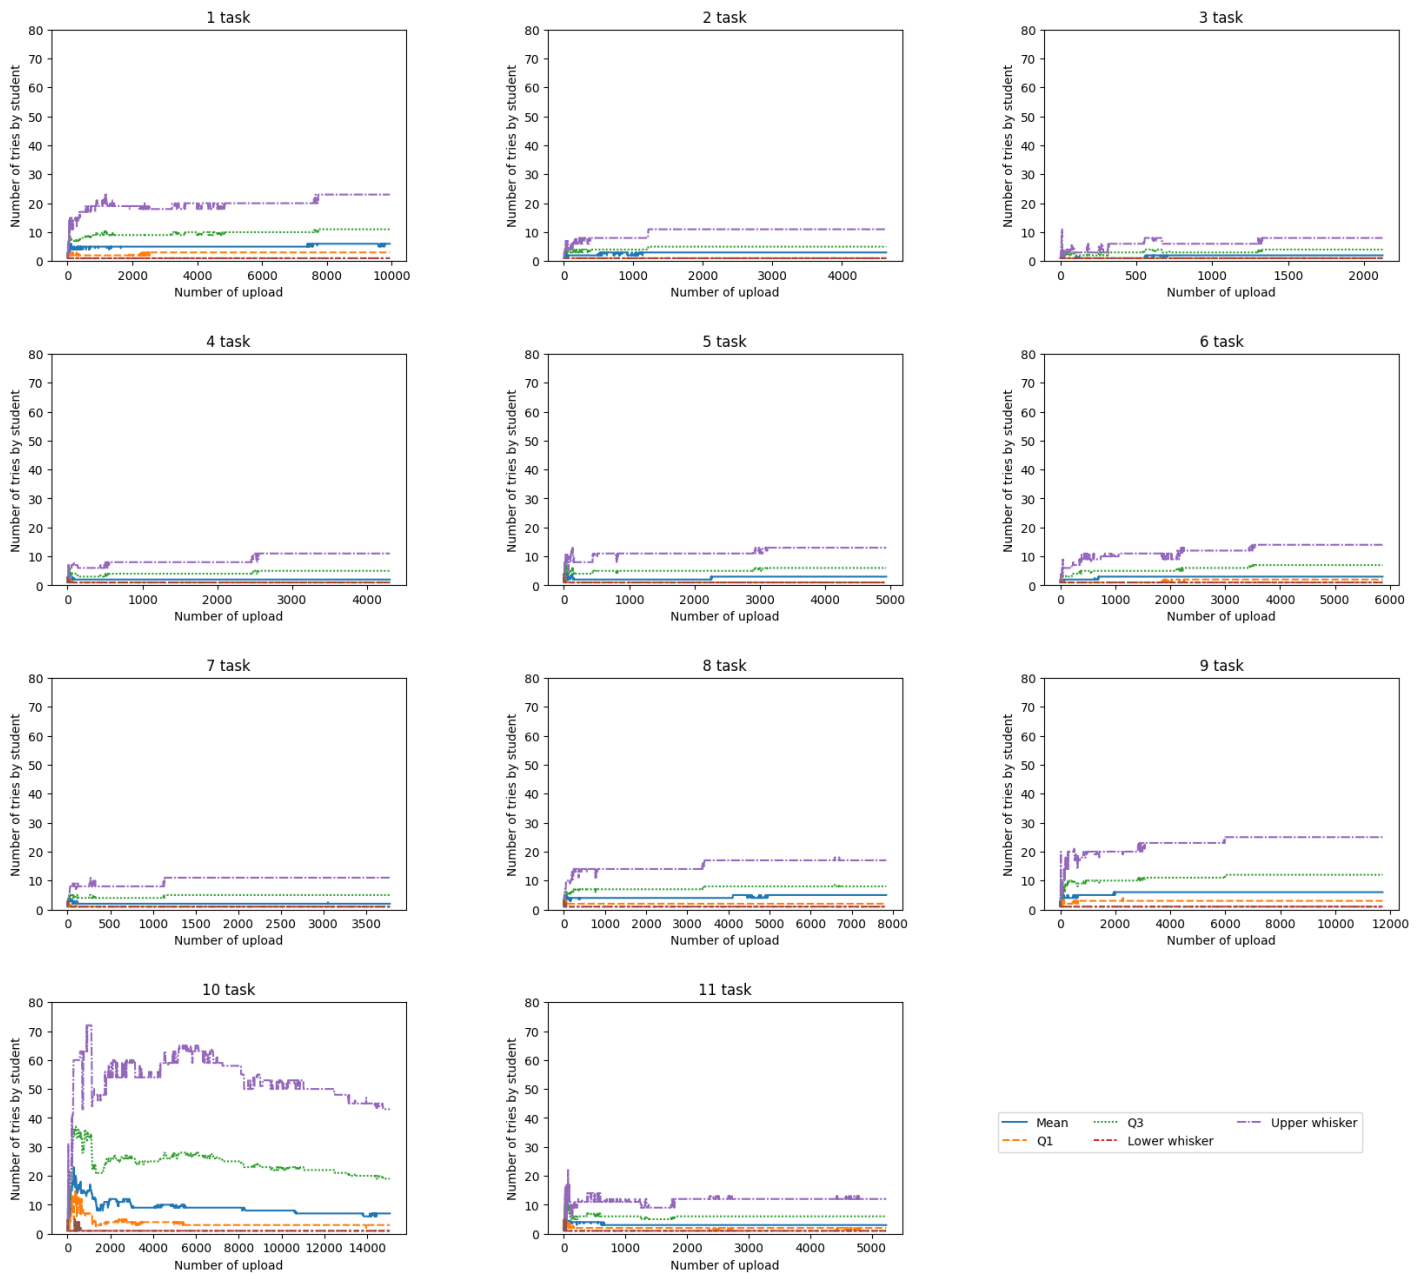 1 task
Number of tries by student
80
70
60
50
40
30
20
10
0
0 2000 4000 6000 8000 10000
Number of upload
2 task
Number of tries by student
80
70
60
50
40
30
20
10
0
0 1000 2000 3000 4000
Number of upload
3 task
Number of tries by student
80
70
60
50
40
30
20
10
0
0 500 1000 1500 2000
Number of upload
4 task
Number of tries by student
80
70
60
50
40
30
20
10
0
0 1000 2000 3000 4000
Number of upload
5 task
Number of tries by student
80
70
60
50
40
30
20
10
0
0 1000 2000 3000 4000 5000
Number of upload
6 task
Number of tries by student
80
70
60
50
40
30
20
10
0
0 1000 2000 3000 4000 5000 6000
Number of upload
7 task
Number of tries by student
80
70
60
50
40
30
20
10
0
0 500 1000 1500 2000 2500 3000 3500
Number of upload
8 task
Number of tries by student
80
70
60
50
40
30
20
10
0
0 1000 2000 3000 4000 5000 6000 7000 8000
Number of upload
9 task
Number of tries by student
80
70
60
50
40
30
20
10
0
0 2000 4000 6000 8000 10000 12000
Number of upload
10 task
Number of tries by student
80
70
60
50
40
30
20
10
0
0 2000 4000 6000 8000 10000 12000 14000
Number of upload
11 task
Number of tries by student
80
70
60
50
40
30
20
10
0
0 1000 2000 3000 4000 5000
Number of upload
Mean Q3 Upper whisker
Q1 Lower whisker